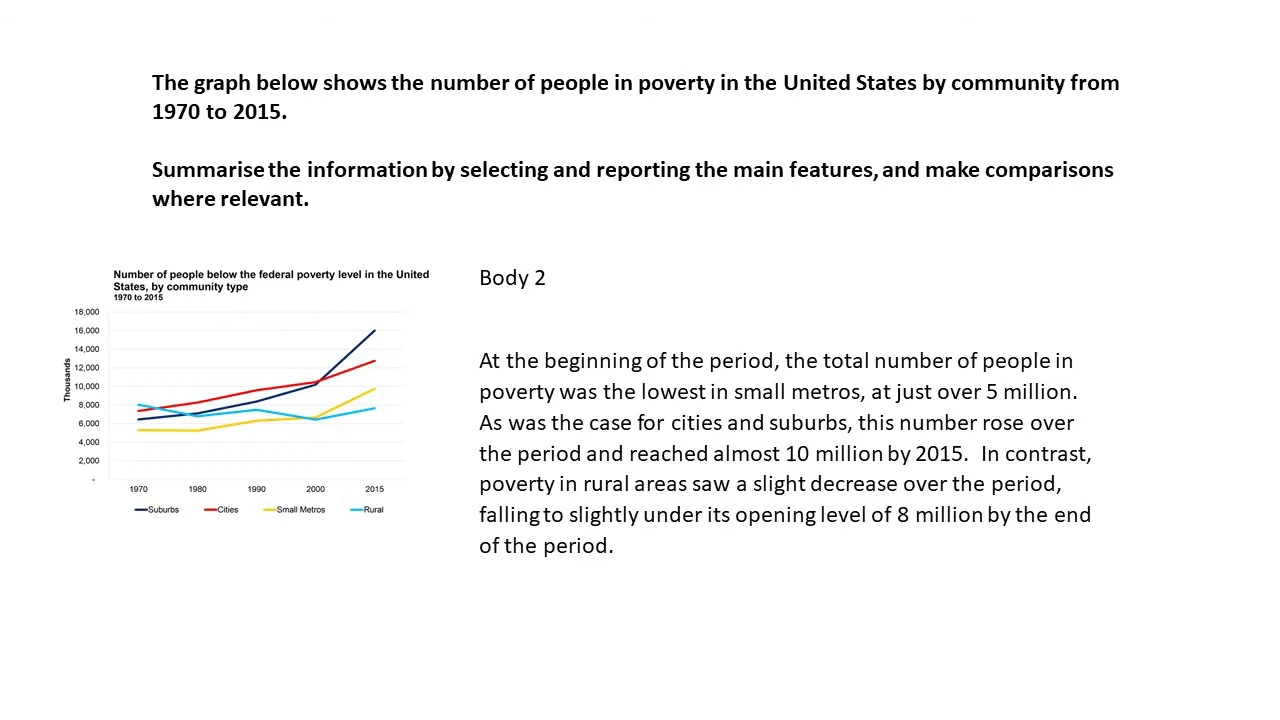 The graph below shows the number of people in poverty in the United States by community from
1970 to 2015.
Summarise the information by selecting and reporting the main features, and make comparisons
where relevant.
Number of people below the federal poverty level in the United
States, by community type
1970 to 2015
18,000
16,000
14,000
12,000
10,000
8,000
6,000
4,000
2,000
-
Thousands
1970 1980 1990 2000 2015
Suburbs Cities Small Metros Rural
Body 2
At the beginning of the period, the total number of people in
poverty was the lowest in small metros, at just over 5 million.
As was the case for cities and suburbs, this number rose over
the period and reached almost 10 million by 2015. In contrast,
poverty in rural areas saw a slight decrease over the period,
falling to slightly under its opening level of 8 million by the end
of the period.